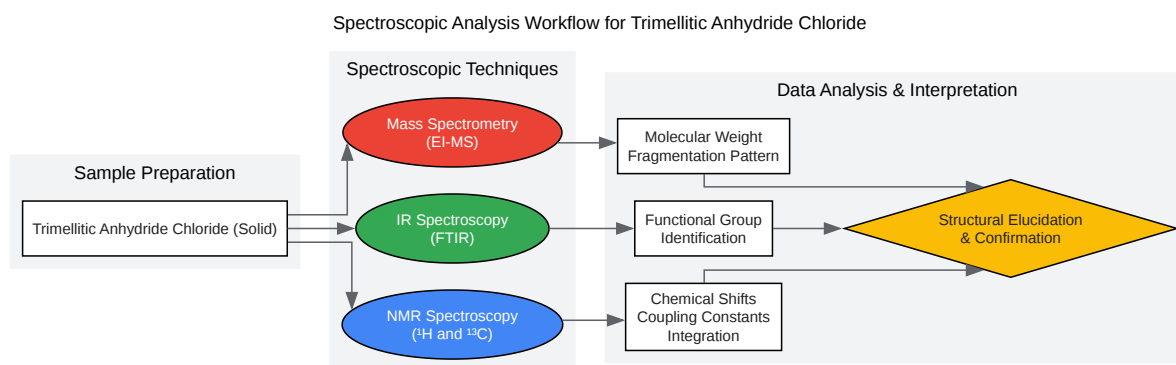 Spectroscopic Analysis Workflow for Trimellitic Anhydride Chloride
Sample Preparation
Trimellitic Anhydride Chloride (Solid)
Spectroscopic Techniques
Mass Spectrometry
(EI-MS)
IR Spectroscopy
(FTIR)
NMR Spectroscopy
(¹H and ¹³C)
Data Analysis & Interpretation
Molecular Weight
Fragmentation Pattern
Functional Group
Identification
Chemical Shifts
Coupling Constants
Integration
Structural Elucidation
& Confirmation